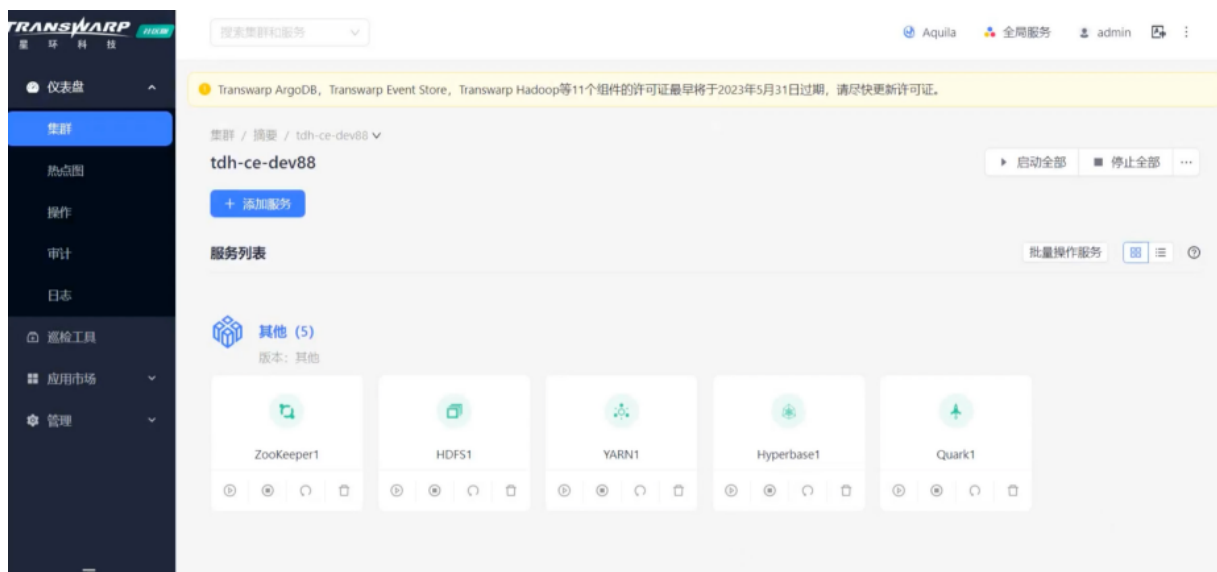 TRANSWARP 社区版
星环科技
搜索集群和服务
Aquila 全局服务 admin
仪表盘
集群
热点图
操作
审计
日志
巡检工具
应用市场
管理
Transwarp ArgoDB，Transwarp Event Store，Transwarp Hadoop等11个组件的许可证最早将于2023年5月31日过期，请尽快更新许可证。
集群 / 摘要 / tdh-ce-dev88
tdh-ce-dev88
启动全部 停止全部 ···
+ 添加服务
服务列表
批量操作服务
其他 (5)
版本：其他
ZooKeeper1
HDFS1
YARN1
Hyperbase1
Quark1